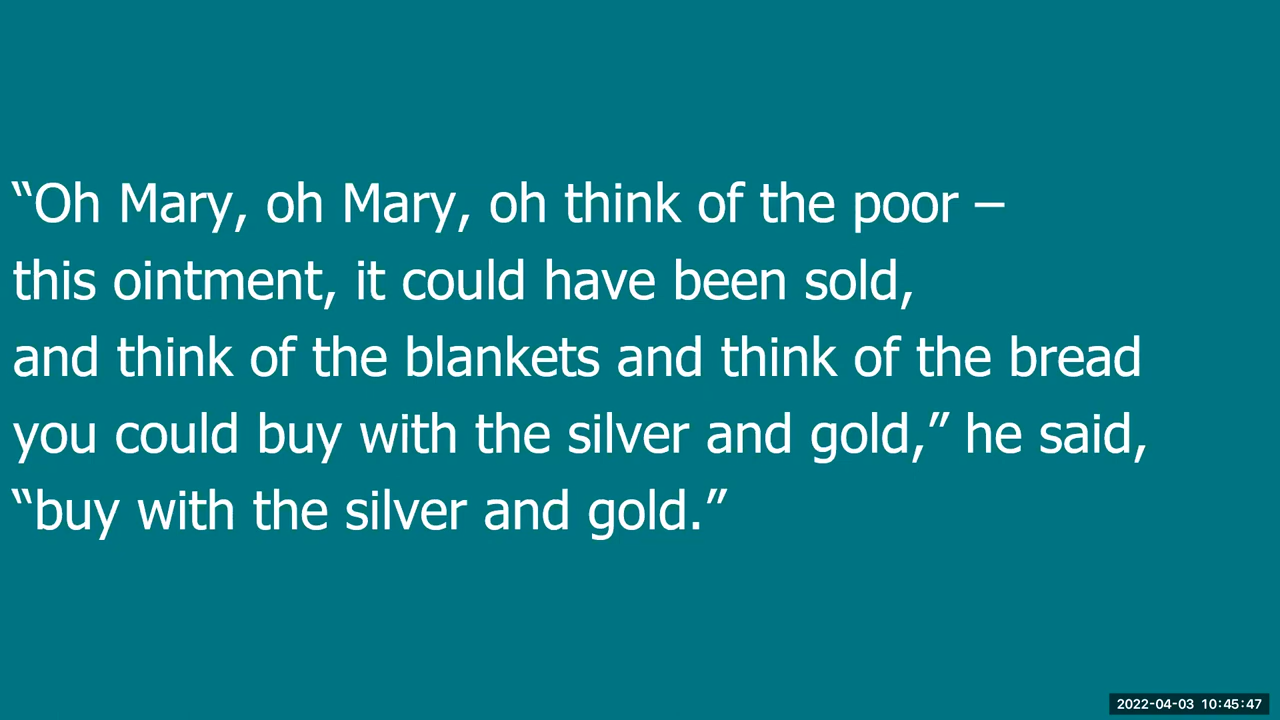 “Oh Mary, oh Mary, oh think of the poor –
this ointment, it could have been sold,
and think of the blankets and think of the bread
you could buy with the silver and gold,” he said,
“buy with the silver and gold.”
2022-04-03 10:45:47